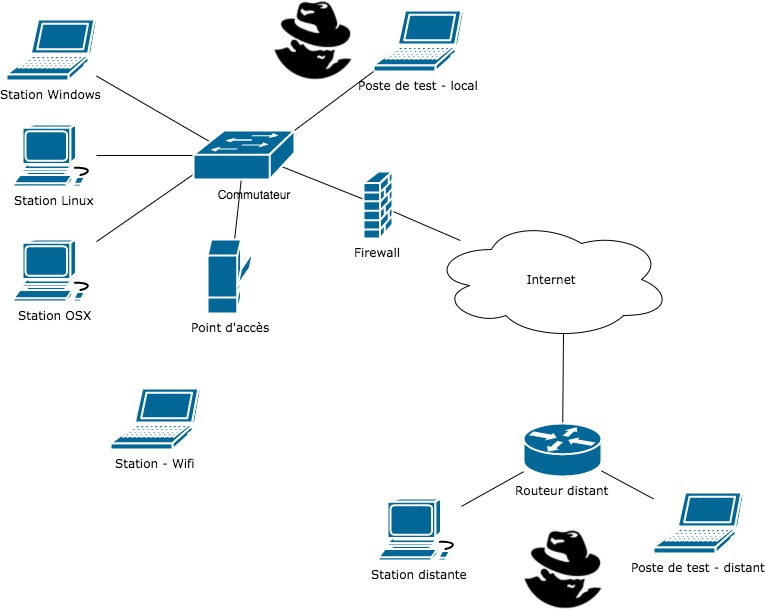 Station Windows
Poste de test - local
Station Linux
Commutateur
Firewall
Internet
Station OSX
Point d'accès
Station - Wifi
Routeur distant
Station distante
Poste de test - distant